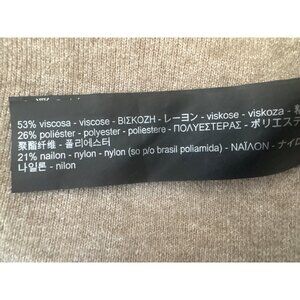 53% viscosa - viscose - ΒΙΣΚΟΖΗ - レーヨン - viskose - viskoza -
26% poliéster - polyester - poliestere - ΠΟΛΥΕΣΤΕΡΑΣ - ポリエステ
聚酯纤维 - 폴리에스터
21% nailon - nylon - nylon (so p/o brasil poliamida) - ΝΑΪΛΟΝ - ナイロ
나일론 - nilon